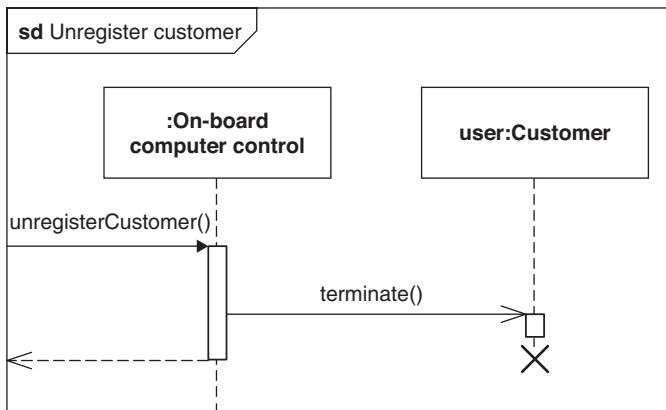 sd Unregister customer
:On-board
computer control
user:Customer
unregisterCustomer()
terminate()